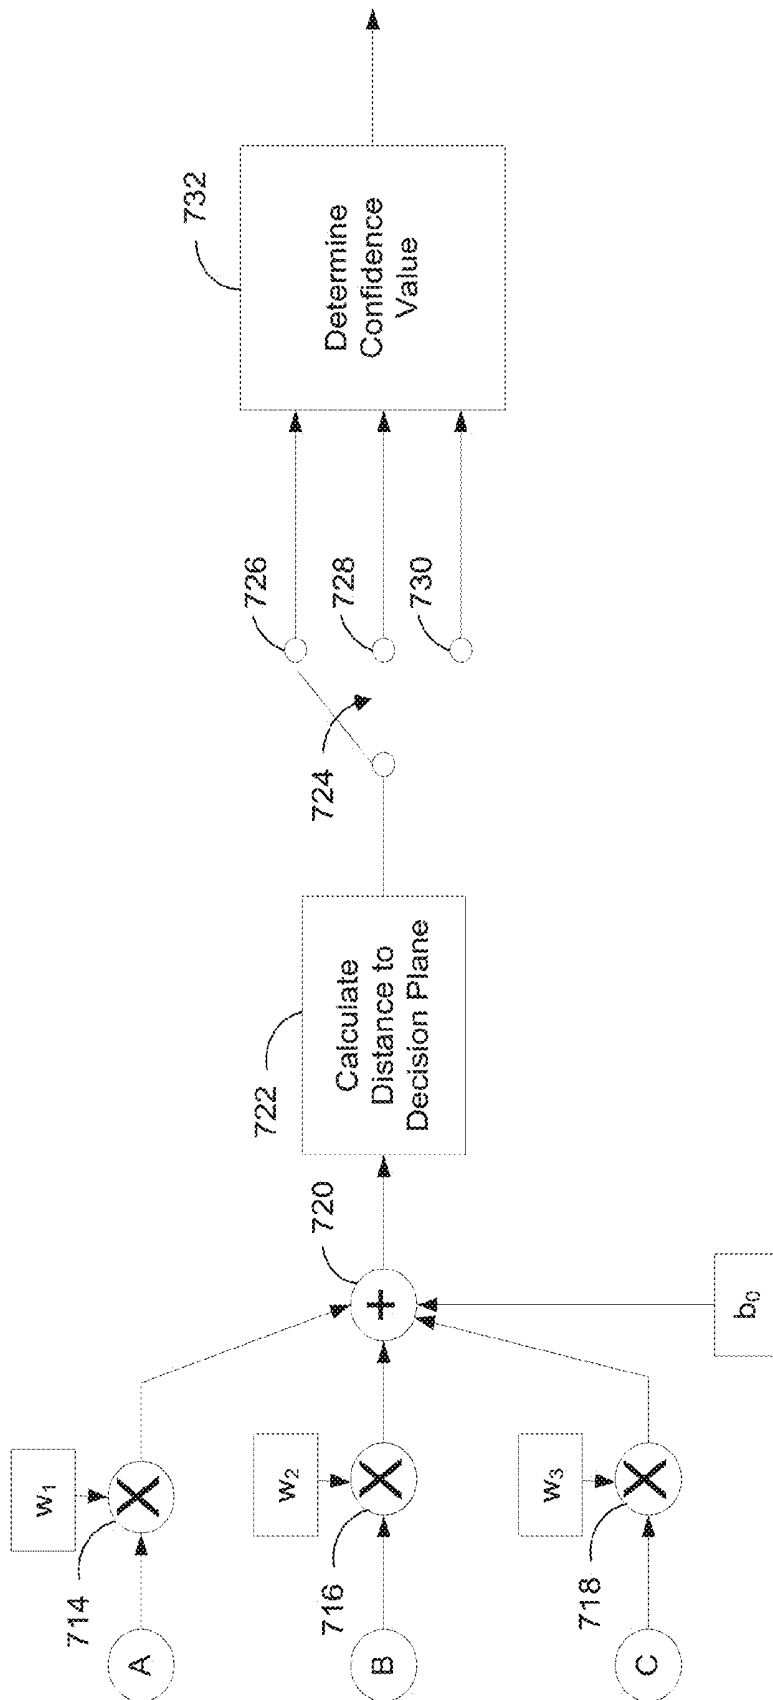 A
714
w1
X
B
716
w2
X
C
718
w3
X
720
+
b0
722
Calculate
Distance to
Decision Plane
724
726
728
730
732
Determine
Confidence
Value